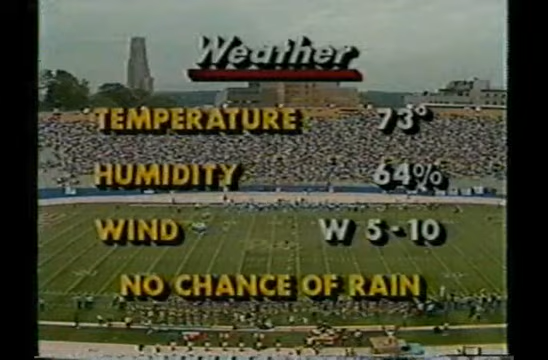 Weather
TEMPERATURE 73°
HUMIDITY 64%
WIND W 5-10
NO CHANCE OF RAIN